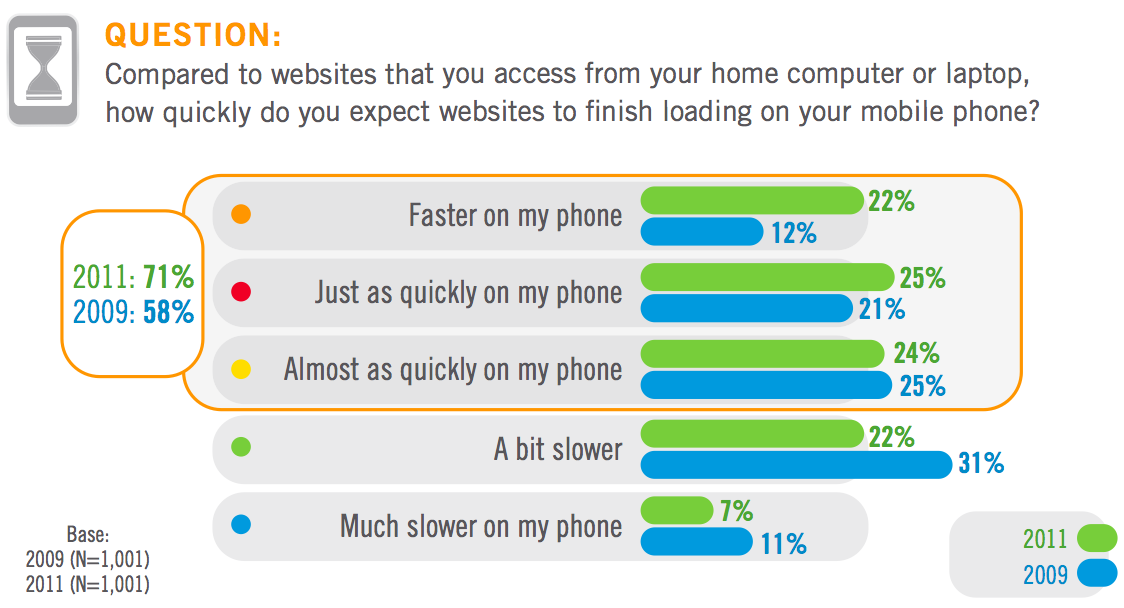 QUESTION:
Compared to websites that you access from your home computer or laptop,
how quickly do you expect websites to finish loading on your mobile phone?
2011: 71%
2009: 58%
Faster on my phone
22%
12%
Just as quickly on my phone
25%
21%
Almost as quickly on my phone
24%
25%
A bit slower
22%
31%
Much slower on my phone
7%
11%
Base:
2009 (N=1,001)
2011 (N=1,001)
2011
2009